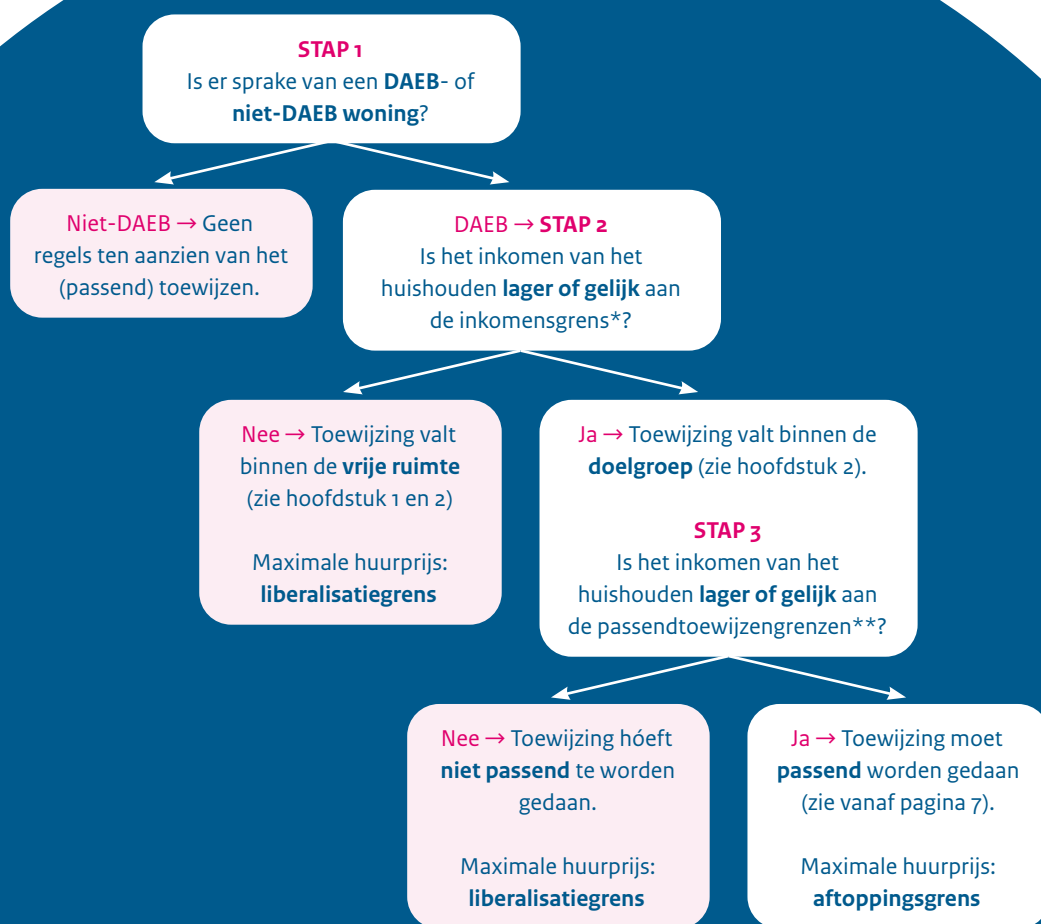 STAP 1
Is er sprake van een DAEB- of
niet-DAEB woning?
Niet-DAEB → Geen
regels ten aanzien van het
(passend) toewijzen.
DAEB → STAP 2
Is het inkomen van het
huishouden lager of gelijk aan
de inkomensgrens*?
Nee → Toewijzing valt
binnen de vrije ruimte
(zie hoofdstuk 1 en 2)
Maximale huurprijs:
liberalisatiegrens
Ja → Toewijzing valt binnen de
doelgroep (zie hoofdstuk 2).
STAP 3
Is het inkomen van het
huishouden lager of gelijk aan
de passendtoewijzengrenzen**?
Nee → Toewijzing hóeft
niet passend te worden
gedaan.
Maximale huurprijs:
liberalisatiegrens
Ja → Toewijzing moet
passend worden gedaan
(zie vanaf pagina 7).
Maximale huurprijs:
aftoppingsgrens